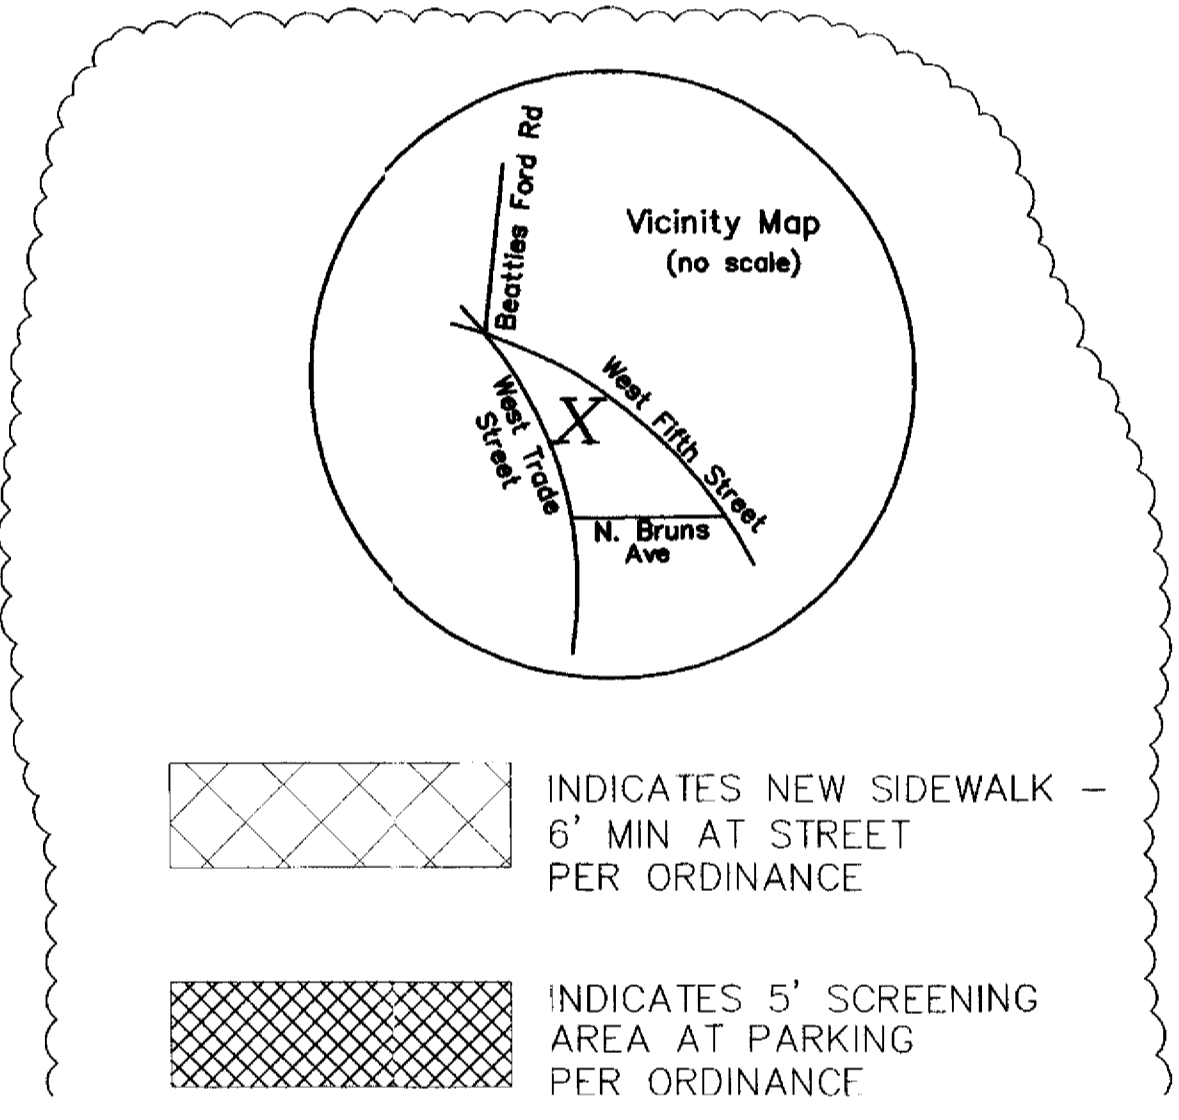 Beatties Ford Rd
Vicinity Map
(no scale)
West Fifth Street
West Trade
Street
X
N. Bruns
Ave
INDICATES NEW SIDEWALK –
6' MIN AT STREET
PER ORDINANCE
INDICATES 5' SCREENING
AREA AT PARKING
PER ORDINANCE